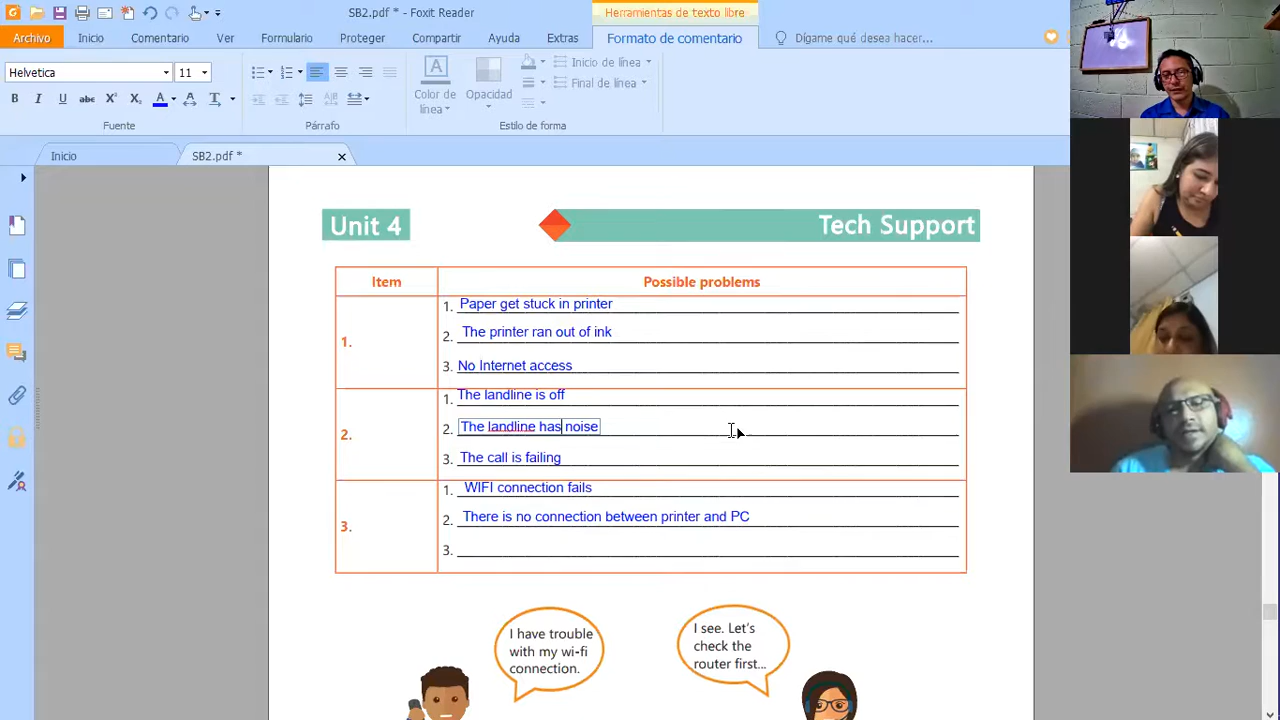 SB2.pdf * - Foxit Reader
Herramientas de texto libre
Archivo
Inicio
Comentario
Ver
Formulario
Proteger
Compartir
Ayuda
Extras
Formato de comentario
Dígame qué desea hacer...
Helvetica
11
Color de línea
Opacidad
Inicio de línea
Final de línea
Fuente
Párrafo
Estilo de forma
Inicio
SB2.pdf *
Unit 4
Tech Support
Item
Possible problems
1.
1. Paper get stuck in printer
2. The printer ran out of ink
3. No Internet access
2.
1. The landline is off
2. The landline has noise
3. The call is failing
3.
1. WIFI connection fails
2. There is no connection between printer and PC
3.
I have trouble
with my wi-fi
connection.
I see. Let's
check the
router first...